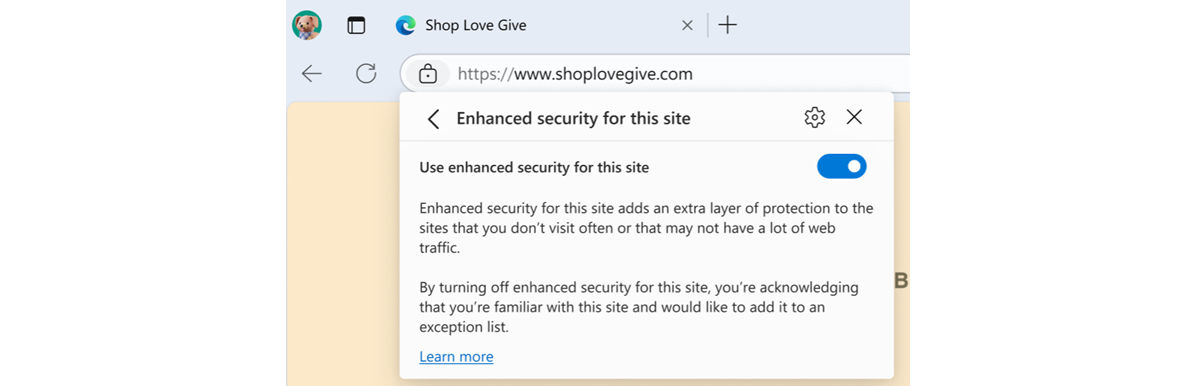 Shop Love Give
https://www.shoplovegive.com
Enhanced security for this site
Use enhanced security for this site
Enhanced security for this site adds an extra layer of protection to the
sites that you don’t visit often or that may not have a lot of web
traffic.
B
By turning off enhanced security for this site, you’re acknowledging
that you’re familiar with this site and would like to add it to an
exception list.
Learn more